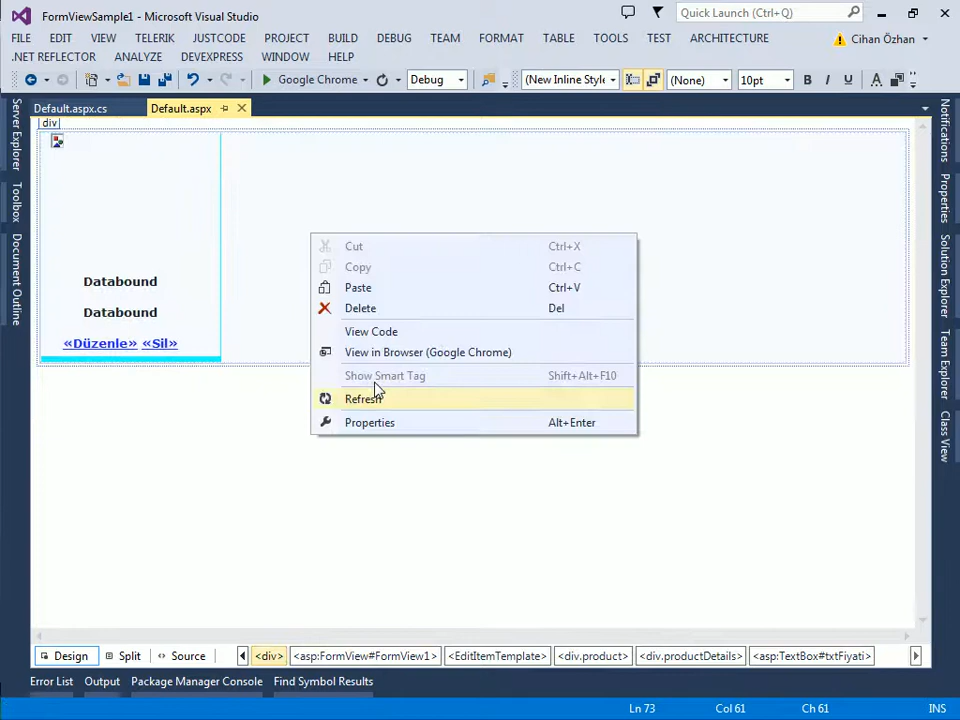 FormViewSample1 - Microsoft Visual Studio
Quick Launch (Ctrl+Q)
FILE EDIT VIEW TELERIK JUSTCODE PROJECT BUILD DEBUG TEAM FORMAT TABLE TOOLS TEST ARCHITECTURE
Cihan Özhan
.NET REFLECTOR ANALYZE DEVEXPRESS WINDOW HELP
Google Chrome Debug (New Inline Style (None) 10pt B I U A
Default.aspx.cs Default.aspx
div
Server Explorer
Toolbox
Document Outline
Databound
Databound
«Düzenle» «Sil»
Cut Ctrl+X
Copy Ctrl+C
Paste Ctrl+V
Delete Del
View Code
View in Browser (Google Chrome)
Show Smart Tag Shift+Alt+F10
Refresh
Properties Alt+Enter
Notifications
Properties
Solution Explorer
Team Explorer
Class View
Design Split Source <div> <asp:FormView#FormView1> <EditItemTemplate> <div.product> <div.productDetails> <asp:TextBox#txtFiyati>
Error List Output Package Manager Console Find Symbol Results
Ln 73 Col 61 Ch 61 INS